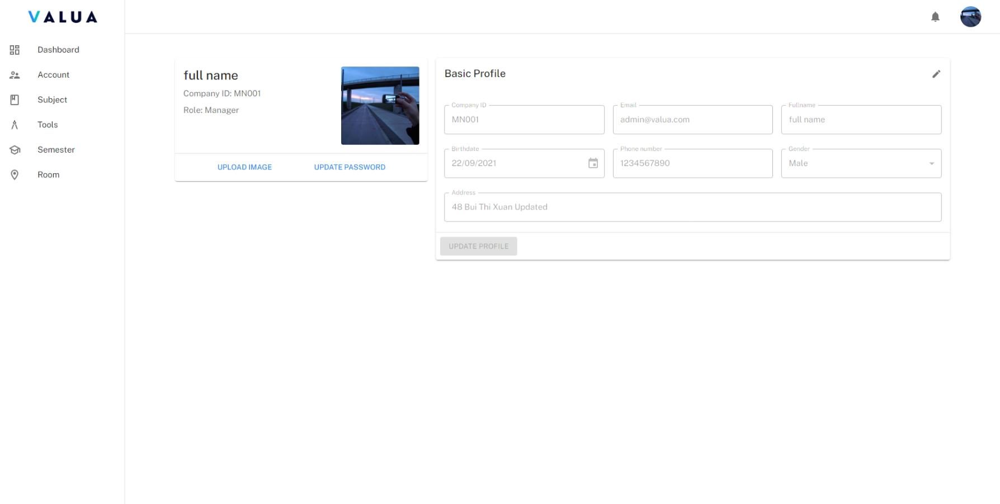 VALUA
Dashboard
Account
Subject
Tools
Semester
Room
full name
Company ID: MN001
Role: Manager
UPLOAD IMAGE
UPDATE PASSWORD
Basic Profile
Company ID
MN001
Email
admin@valua.com
Fullname
full name
Birthdate
22/09/2021
Phone number
1234567890
Gender
Male
Address
48 Bui Thi Xuan Updated
UPDATE PROFILE